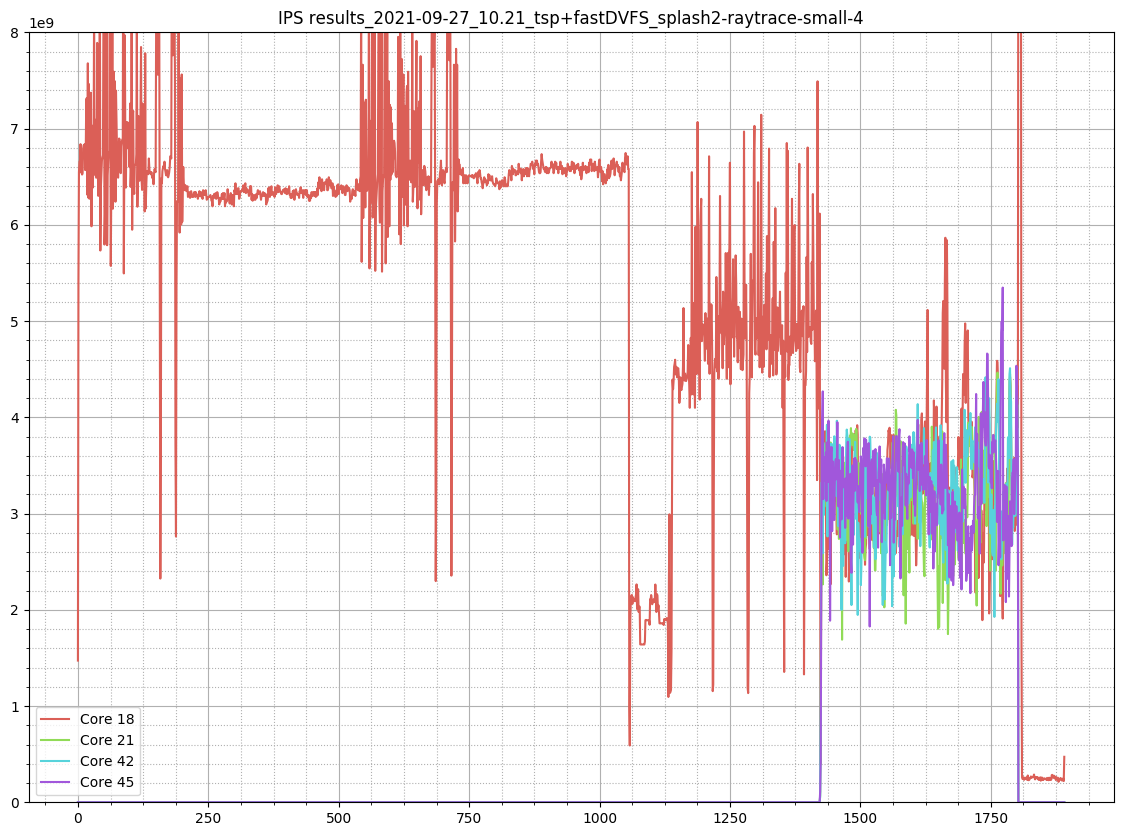 IPS results_2021-09-27_10.21_tsp+fastDVFS_splash2-raytrace-small-4
1e9
8
7
6
5
4
3
2
1
0
Core 18
Core 21
Core 42
Core 45
0 250 500 750 1000 1250 1500 1750